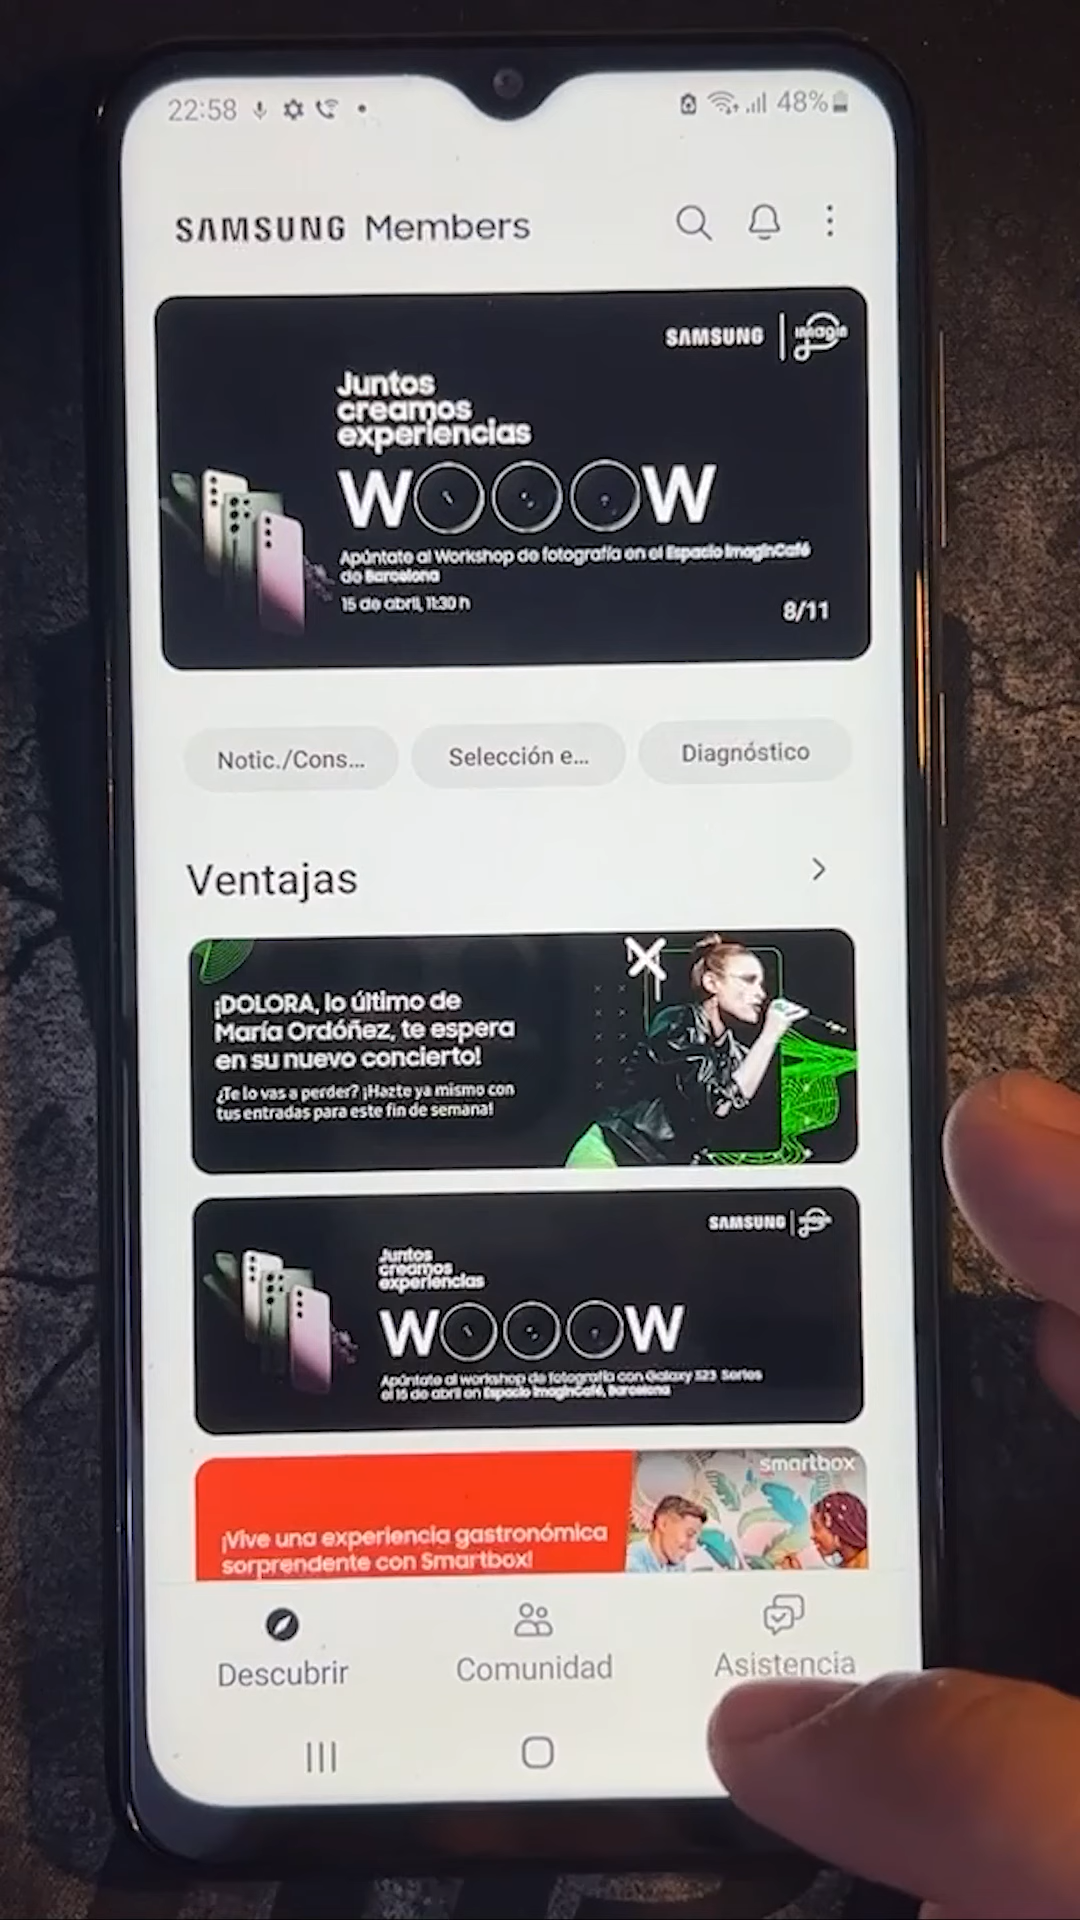 22:58
48%
SAMSUNG Members
SAMSUNG | imagin
Juntos
creamos
experiencias
WOOOW
Apúntate al Workshop de fotografía en el Espacio ImaginCafé
de Barcelona
15 de abril, 11:30 h
8/11
Notic./Cons...
Selección e...
Diagnóstico
Ventajas
¡DOLORA, lo último de
María Ordóñez, te espera
en su nuevo concierto!
¿Te lo vas a perder? ¡Hazte ya mismo con
tus entradas para este fin de semana!
SAMSUNG | imagin
Juntos
creamos
experiencias
WOOOW
Apúntate al workshop de fotografía con Galaxy S23 Series
el 15 de abril en Espacio ImaginCafé, Barcelona
smartbox
¡Vive una experiencia gastronómica
sorprendente con Smartbox!
Descubrir
Comunidad
Asistencia